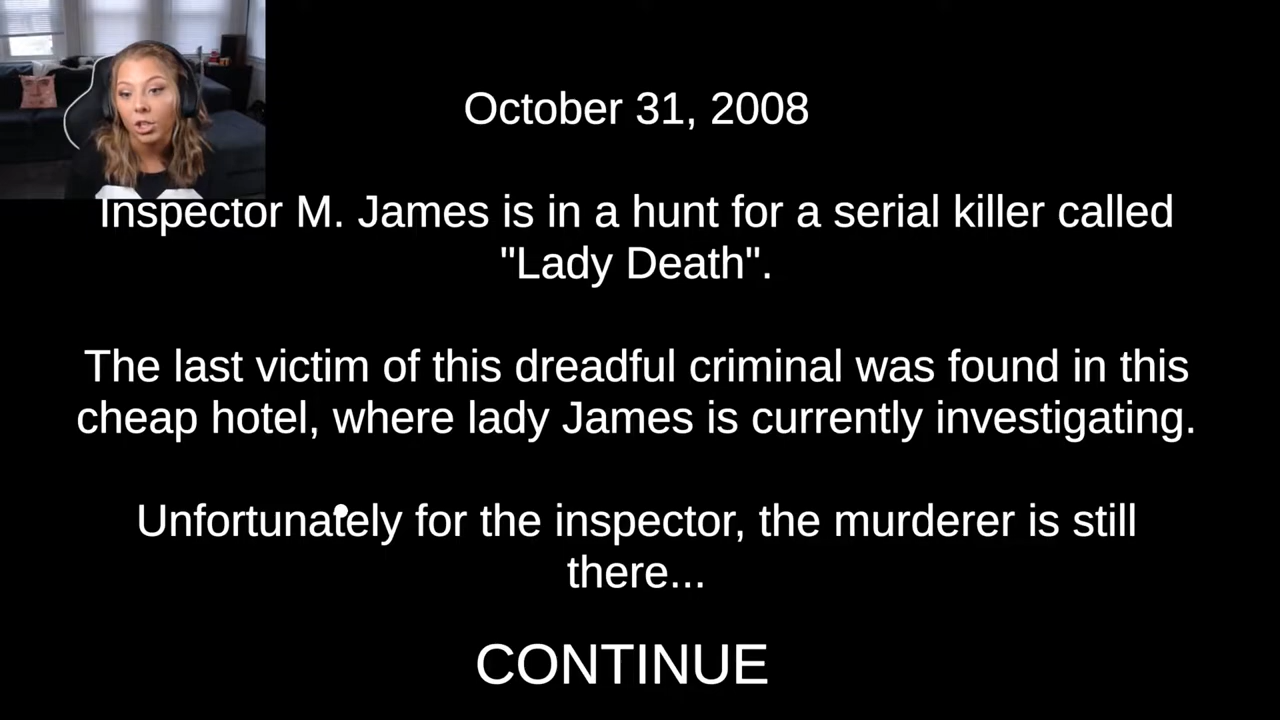 October 31, 2008
Inspector M. James is in a hunt for a serial killer called
"Lady Death".
The last victim of this dreadful criminal was found in this
cheap hotel, where lady James is currently investigating.
Unfortunately for the inspector, the murderer is still
there...
CONTINUE